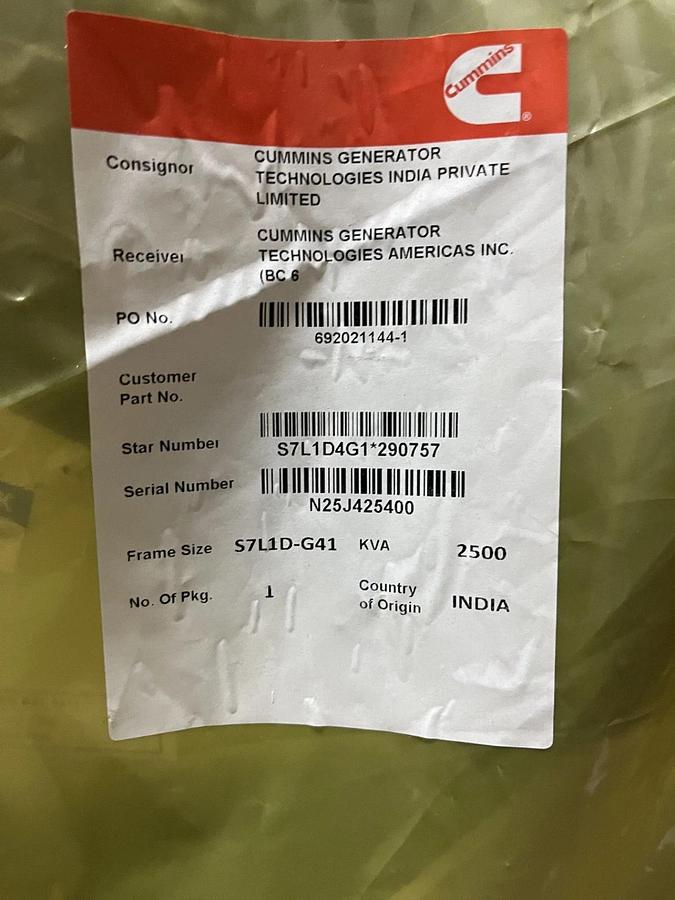 Cummins
Consignor CUMMINS GENERATOR
TECHNOLOGIES INDIA PRIVATE
LIMITED
Receiver CUMMINS GENERATOR
TECHNOLOGIES AMERICAS INC.
(BC 6
PO No.
692021144-1
Customer
Part No.
Star Number
S7L1D4G1*290757
Serial Number
N25J425400
Frame Size S7L1D-G41 KVA 2500
No. Of Pkg. 1 Country
of Origin INDIA